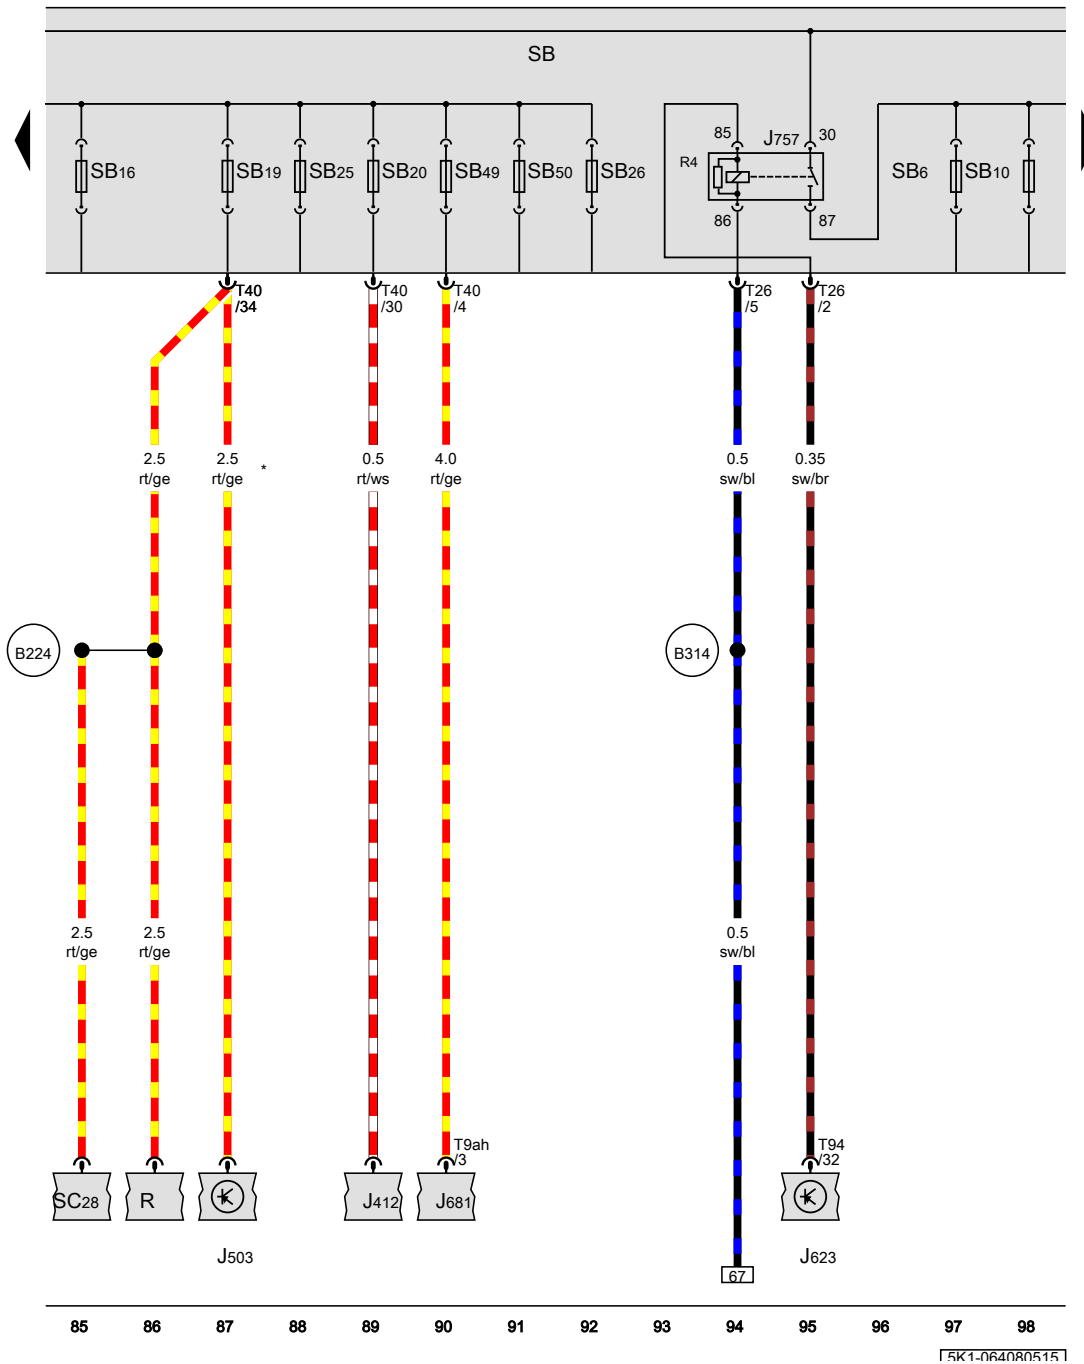 SB
85 J757 30
R4
SB16 SB19 SB25 SB20 SB49 SB50 SB26 SB6 SB10
86 87
T40 T40 T40 T26 T26
/34 /30 /4 /5 /2
2.5 2.5 0.5 4.0 0.5 0.35
rt/ge rt/ge * rt/ws rt/ge sw/bl sw/br
B224 B314
2.5 2.5 0.5
rt/ge rt/ge sw/bl
T9ah T94
/3 /32
SC28 R J412 J681
J503 J623
67
85 86 87 88 89 90 91 92 93 94 95 96 97 98
5K1-064080515